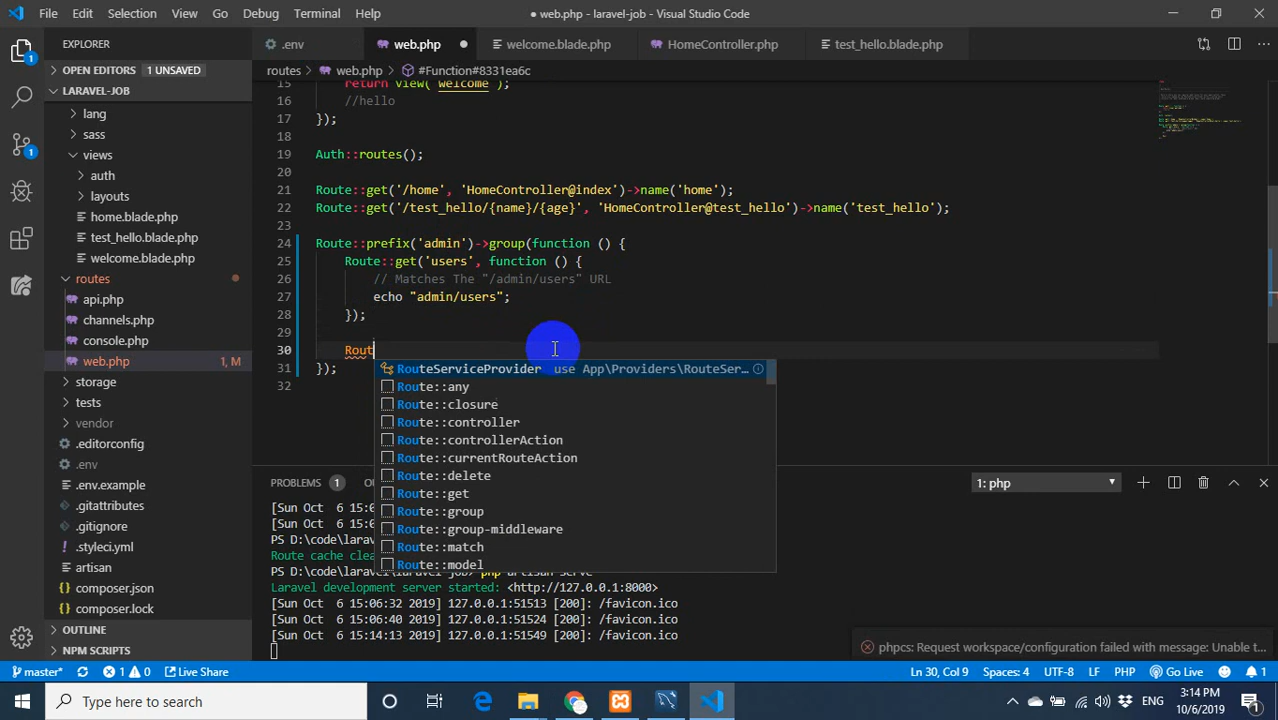 File Edit Selection View Go Debug Terminal Help
● web.php - laravel-job - Visual Studio Code
EXPLORER
.env
web.php ●
welcome.blade.php
HomeController.php
test_hello.blade.php
OPEN EDITORS 1 UNSAVED
LARAVEL-JOB
lang
sass
views
auth
layouts
home.blade.php
test_hello.blade.php
welcome.blade.php
routes
api.php
channels.php
console.php
web.php 1, M
storage
tests
vendor
.editorconfig
.env
.env.example
.gitattributes
.gitignore
.styleci.yml
artisan
composer.json
composer.lock
OUTLINE
NPM SCRIPTS
routes > web.php > #Function#8331ea6c
15 return view('welcome');
16 //hello
17 });
18
19 Auth::routes();
20
21 Route::get('/home', 'HomeController@index')->name('home');
22 Route::get('/test_hello/{name}/{age}', 'HomeController@test_hello')->name('test_hello');
23
24 Route::prefix('admin')->group(function () {
25 Route::get('users', function () {
26 // Matches The "/admin/users" URL
27 echo "admin/users";
28 });
29
30 Rout
31 });
32
RouteServiceProvider use App\Providers\RouteSer...
Route::any
Route::closure
Route::controller
Route::controllerAction
Route::currentRouteAction
Route::delete
Route::get
Route::group
Route::group-middleware
Route::match
Route::model
PROBLEMS 1
1: php
[Sun Oct 6 15:0
[Sun Oct 6 15:0
PS D:\code\larav
Route cache clea
PS D:\code\laravel\laravel-job> php artisan serve
Laravel development server started: <http://127.0.0.1:8000>
[Sun Oct 6 15:06:32 2019] 127.0.0.1:51513 [200]: /favicon.ico
[Sun Oct 6 15:06:40 2019] 127.0.0.1:51524 [200]: /favicon.ico
[Sun Oct 6 15:14:13 2019] 127.0.0.1:51549 [200]: /favicon.ico
phpcs: Request workspace/configuration failed with message: Unable t...
master* 1 0 Live Share
Ln 30, Col 9 Spaces: 4 UTF-8 LF PHP Go Live 1
Type here to search
ENG
3:14 PM
10/6/2019